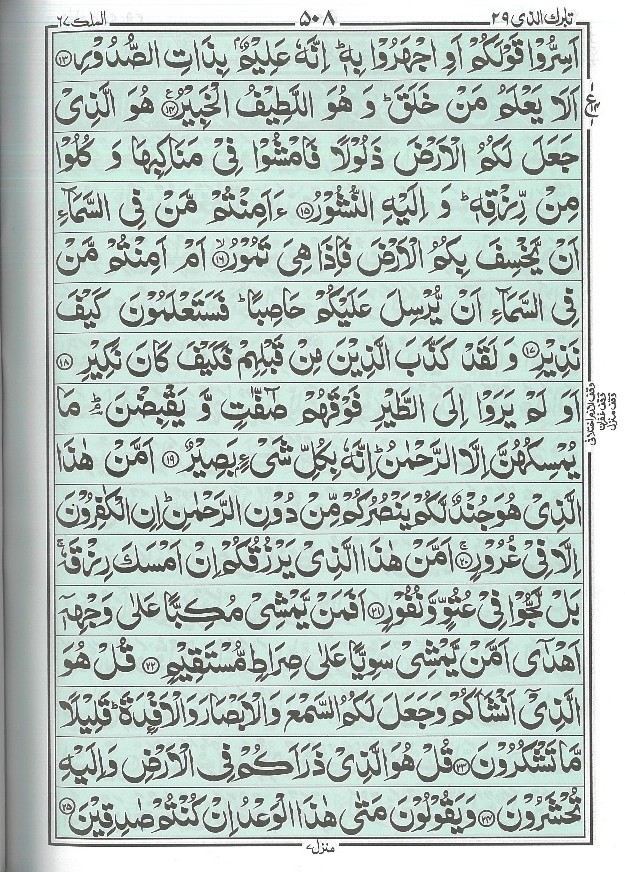 تبارك الذی ۲۹
۵۰۸
الملك ۶۷
اَسِرُّوْا قَوْلَكُمْ اَوِ اجْهَرُوْا بِهٖ ؕ اِنَّهٗ عَلِیْمٌۢ بِذَاتِ الصُّدُوْرِ ۱۳
اَلَا یَعْلَمُ مَنْ خَلَقَ ؕ وَ هُوَ اللَّطِیْفُ الْخَبِیْرُ ۱۴ هُوَ الَّذِیْ
جَعَلَ لَكُمُ الْاَرْضَ ذَلُوْلًا فَامْشُوْا فِیْ مَنَاكِبِهَا وَ كُلُوْا
مِنْ رِّزْقِهٖ ؕ وَ اِلَیْهِ النُّشُوْرُ ۱۵ ءَاَمِنْتُمْ مَّنْ فِی السَّمَآءِ
اَنْ یَّخْسِفَ بِكُمُ الْاَرْضَ فَاِذَا هِیَ تَمُوْرُ ۱۶ اَمْ اَمِنْتُمْ مَّنْ
فِی السَّمَآءِ اَنْ یُّرْسِلَ عَلَیْكُمْ حَاصِبًا ؕ فَسَتَعْلَمُوْنَ كَیْفَ
نَذِیْرِ ۱۷ وَ لَقَدْ كَذَّبَ الَّذِیْنَ مِنْ قَبْلِهِمْ فَكَیْفَ كَانَ نَكِیْرِ ۱۸
اَوَ لَمْ یَرَوْا اِلَی الطَّیْرِ فَوْقَهُمْ صٰٓفّٰتٍ وَّ یَقْبِضْنَ ؕ مَا
یُمْسِكُهُنَّ اِلَّا الرَّحْمٰنُ ؕ اِنَّهٗ بِكُلِّ شَیْءٍۭ بَصِیْرٌ ۱۹ اَمَّنْ هٰذَا
الَّذِیْ هُوَ جُنْدٌ لَّكُمْ یَنْصُرُكُمْ مِّنْ دُوْنِ الرَّحْمٰنِ ؕ اِنِ الْكٰفِرُوْنَ
اِلَّا فِیْ غُرُوْرٍ ۲۰ اَمَّنْ هٰذَا الَّذِیْ یَرْزُقُكُمْ اِنْ اَمْسَكَ رِزْقَهٗ ۚ
بَلْ لَّجُّوْا فِیْ عُتُوٍّ وَّ نُفُوْرٍ ۲۱ اَفَمَنْ یَّمْشِیْ مُكِبًّا عَلٰی وَجْهِهٖۤ
اَهْدٰۤی اَمَّنْ یَّمْشِیْ سَوِیًّا عَلٰی صِرَاطٍ مُّسْتَقِیْمٍ ۲۲ قُلْ هُوَ
الَّذِیْۤ اَنْشَاَكُمْ وَ جَعَلَ لَكُمُ السَّمْعَ وَ الْاَبْصَارَ وَ الْاَفْـِٕدَةَ ؕ قَلِیْلًا
مَّا تَشْكُرُوْنَ ۲۳ قُلْ هُوَ الَّذِیْ ذَرَاَكُمْ فِی الْاَرْضِ وَ اِلَیْهِ
تُحْشَرُوْنَ ۲۴ وَ یَقُوْلُوْنَ مَتٰی هٰذَا الْوَعْدُ اِنْ كُنْتُمْ صٰدِقِیْنَ ۲۵
منزل ۷